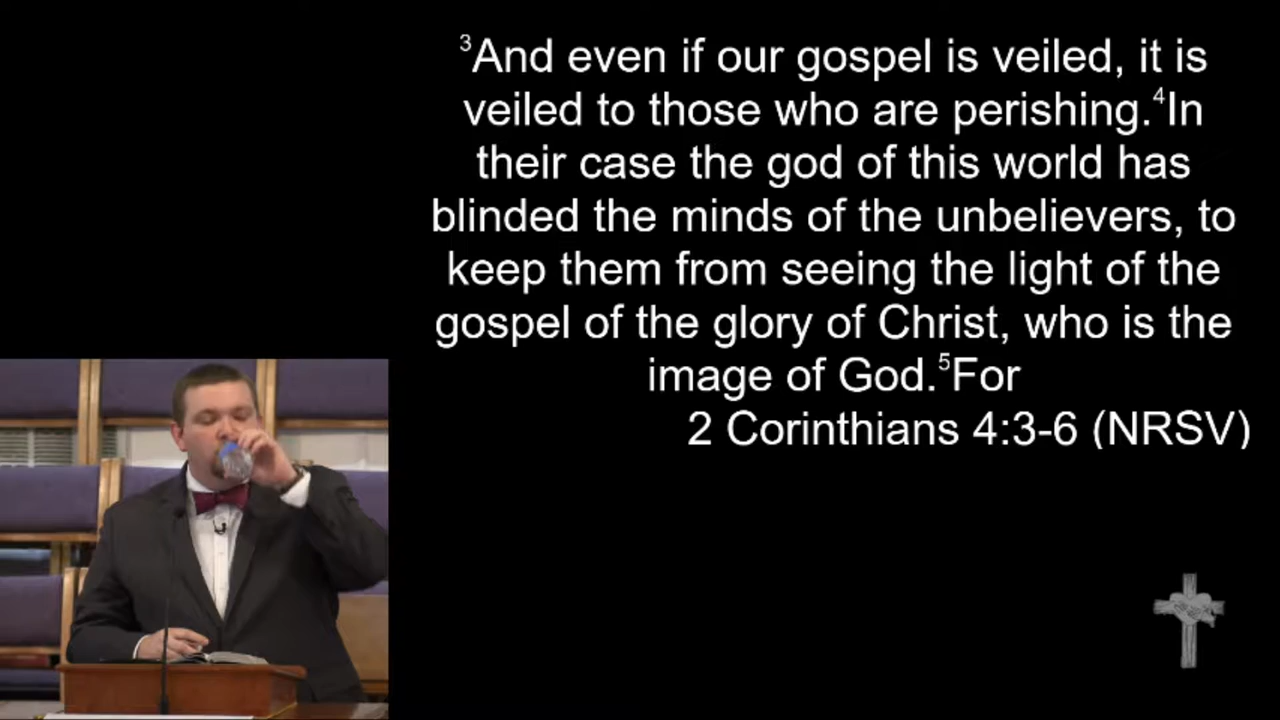 ³And even if our gospel is veiled, it is
veiled to those who are perishing.⁴In
their case the god of this world has
blinded the minds of the unbelievers, to
keep them from seeing the light of the
gospel of the glory of Christ, who is the
image of God.⁵For
2 Corinthians 4:3-6 (NRSV)